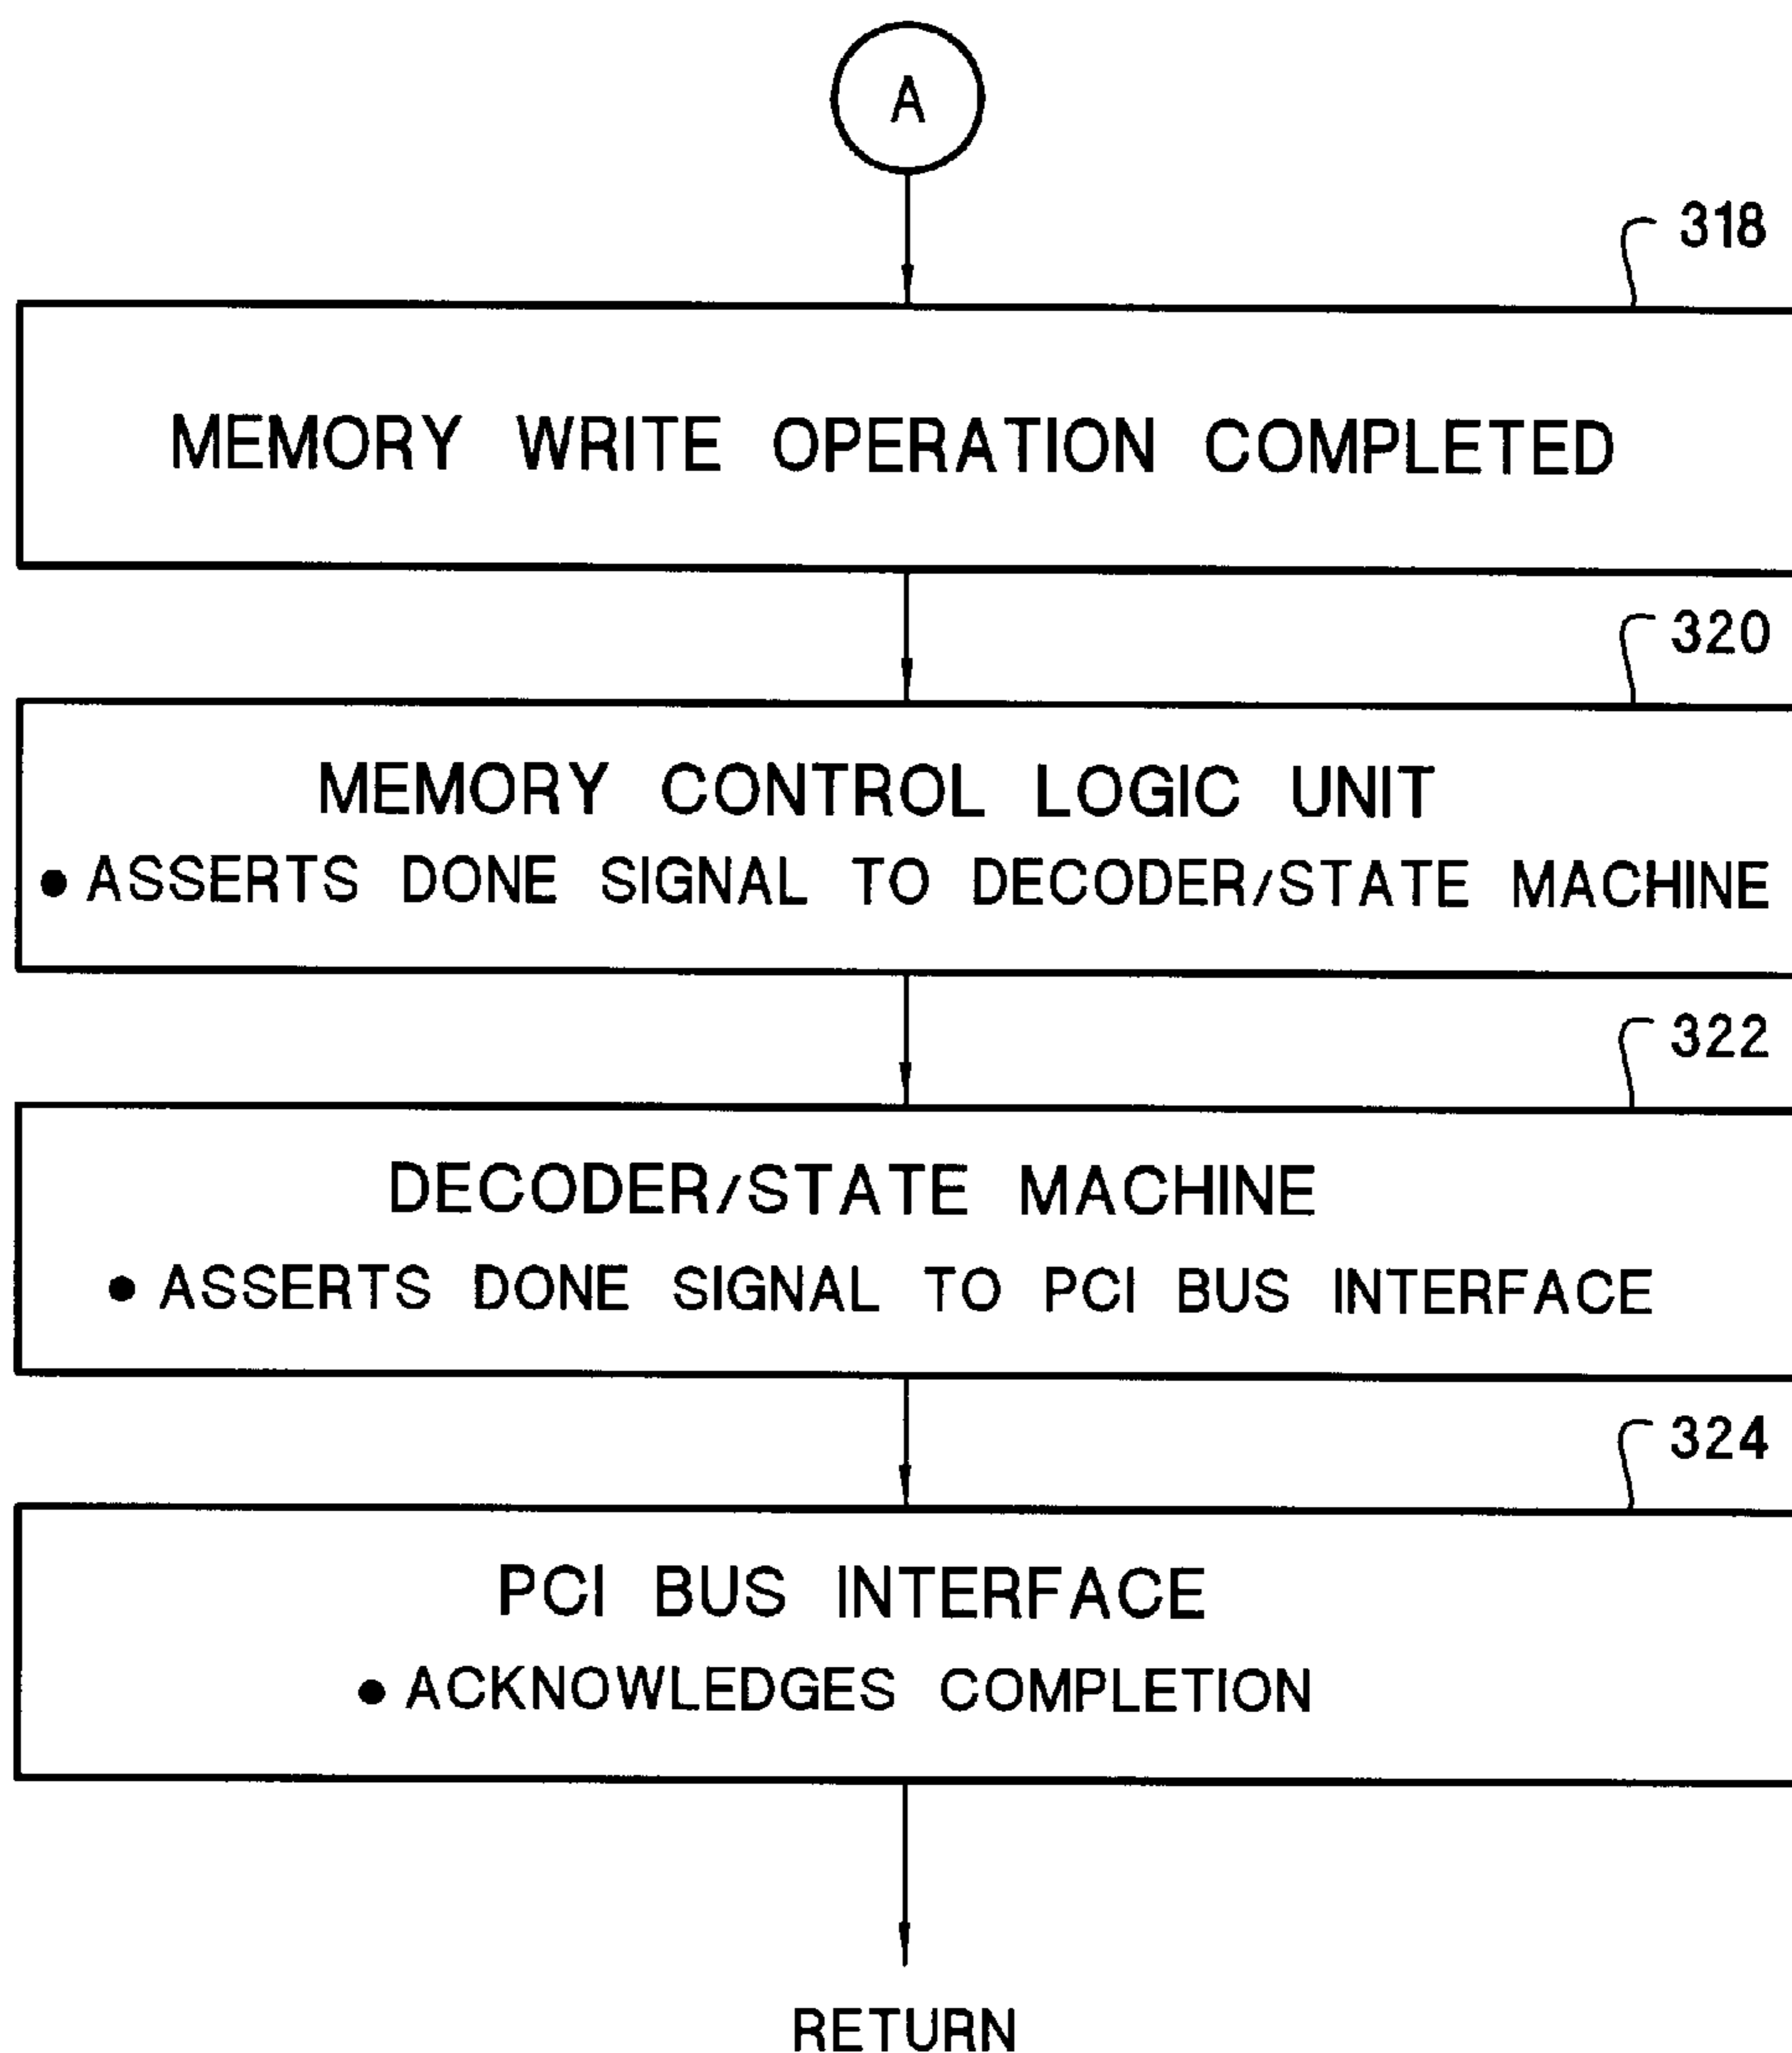 A
318
MEMORY WRITE OPERATION COMPLETED
320
MEMORY CONTROL LOGIC UNIT
● ASSERTS DONE SIGNAL TO DECODER/STATE MACHINE
322
DECODER/STATE MACHINE
● ASSERTS DONE SIGNAL TO PCI BUS INTERFACE
324
PCI BUS INTERFACE
● ACKNOWLEDGES COMPLETION
RETURN